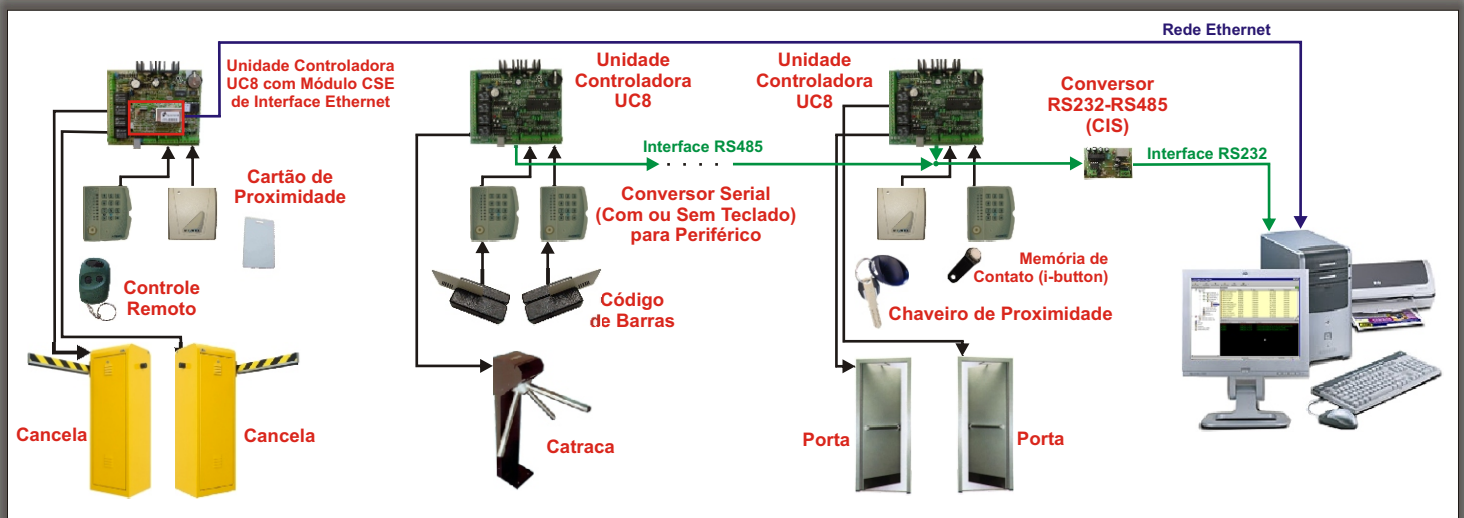 Rede Ethernet
Unidade Controladora
UC8 com Módulo CSE
de Interface Ethernet
Unidade
Controladora
UC8
Unidade
Controladora
UC8
Conversor
RS232-RS485
(CIS)
Interface RS485
Interface RS232
Cartão de
Proximidade
Conversor Serial
(Com ou Sem Teclado)
para Periférico
Memória de
Contato (i-button)
Controle
Remoto
Código
de Barras
Chaveiro de Proximidade
Cancela
Cancela
Catraca
Porta
Porta